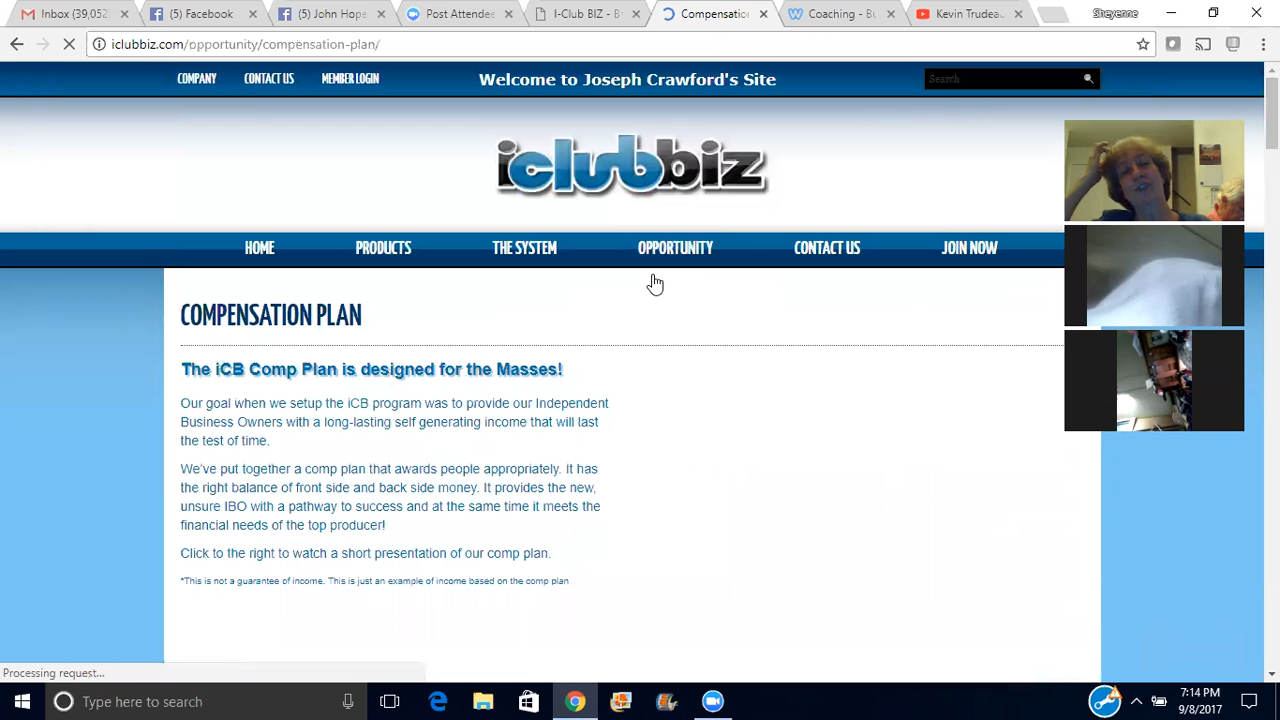 Inbox (39,052
(5) Facebook
(5) John Hope
Post Attendee
I-Club BIZ - B
Compensation
Coaching - Bu
Kevin Trudeau
Sheyenne
iclubbiz.com/opportunity/compensation-plan/
COMPANY CONTACT US MEMBER LOGIN
Welcome to Joseph Crawford's Site
Search
iclubbiz
HOME PRODUCTS THE SYSTEM OPPORTUNITY CONTACT US JOIN NOW
COMPENSATION PLAN
The iCB Comp Plan is designed for the Masses!
Our goal when we setup the iCB program was to provide our Independent
Business Owners with a long-lasting self generating income that will last
the test of time.
We've put together a comp plan that awards people appropriately. It has
the right balance of front side and back side money. It provides the new,
unsure IBO with a pathway to success and at the same time it meets the
financial needs of the top producer!
Click to the right to watch a short presentation of our comp plan.
*This is not a guarantee of income. This is just an example of income based on the comp plan
Processing request...
Type here to search
7:14 PM
9/8/2017